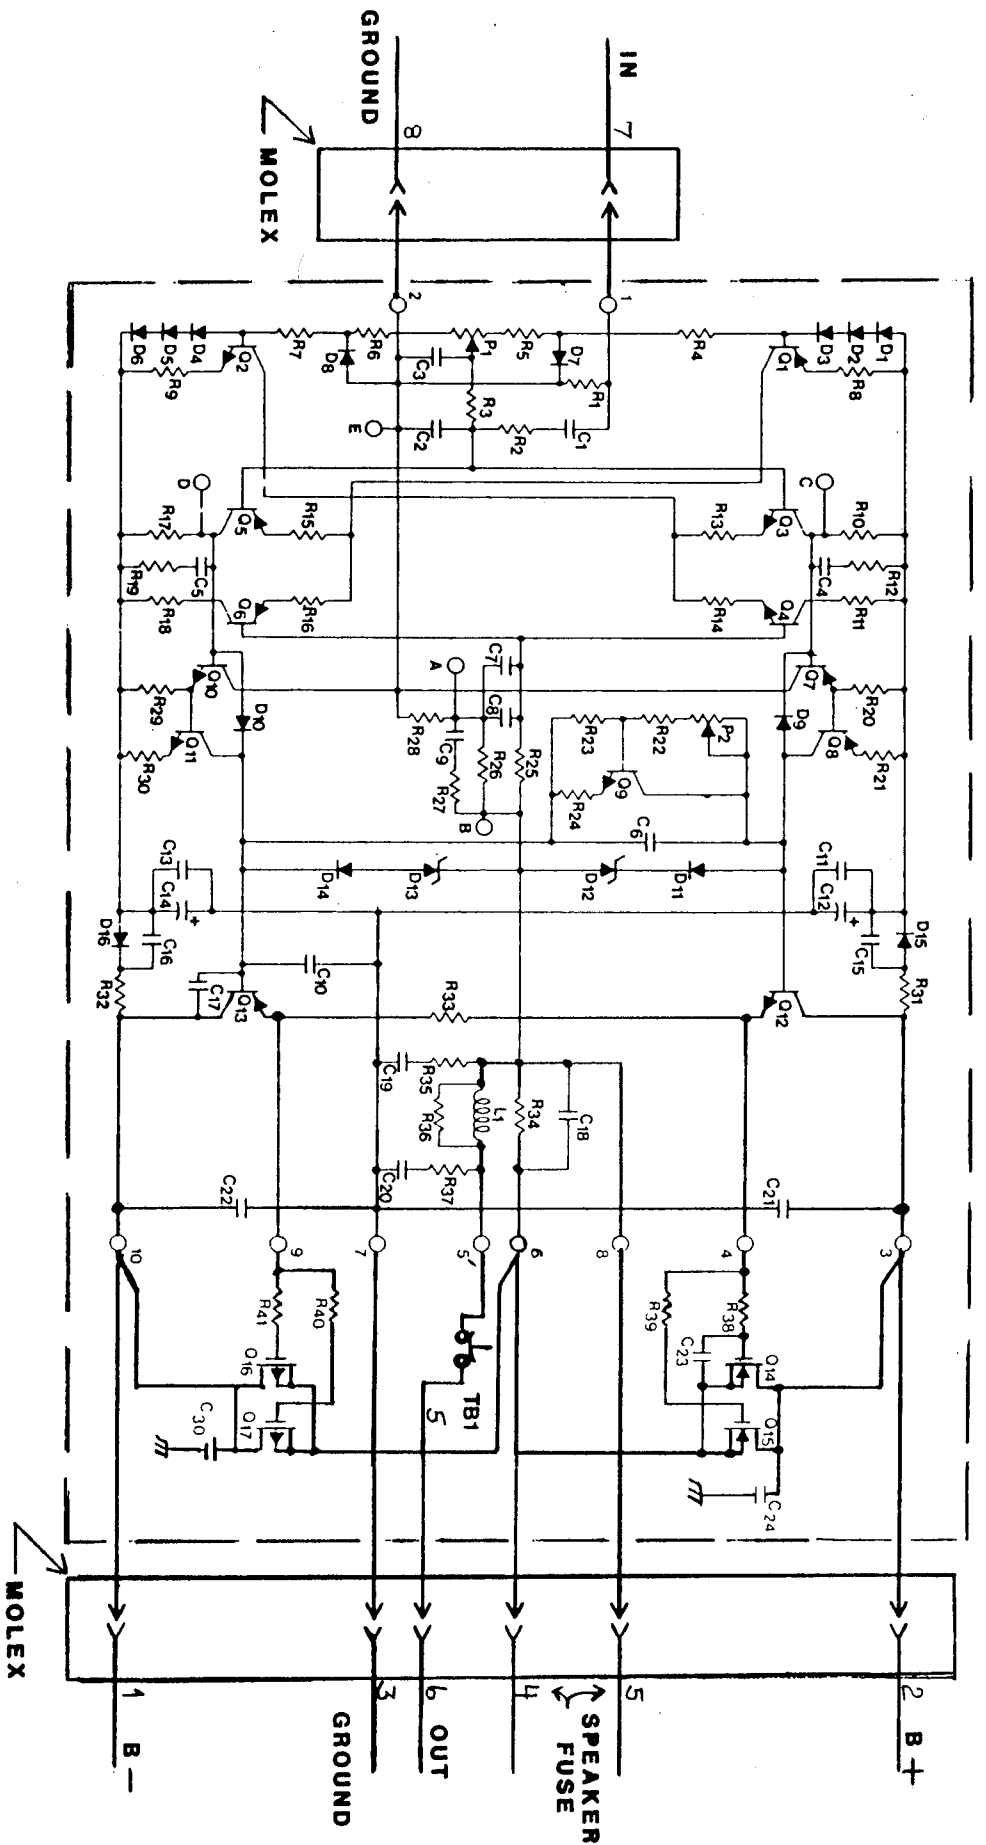 IN
7
GROUND
8
MOLEX
1
2
D1
D2
D3
R8
Q1
R4
D7
R1
R5
P1
R6
C3
D8
R7
Q2
D4
D5
D6
R9
C1
R2
R3
C2
E
C
R10
Q3
R13
R12
C4
R11
Q4
R14
D
Q5
R15
R17
C5
R19
Q6
R16
R18
Q7
R20
D9
Q8
R21
Q10
D10
R29
Q11
R30
C7
A
C8
R28
C9
R26
R27
R25
B
P2
R22
R23
Q9
R24
C6
D11
D12
D13
D14
C11
C12
+
C13
C14
+
D15
C15
R31
D16
C16
R32
C17
Q13
C10
Q12
R33
C19
R35
L1
R36
R34
C18
C20
R37
C21
C22
3
4
8
6
5'
7
9
10
R38
R39
C23
Q14
Q15
C24
R40
R41
Q16
Q17
C30
TB1
5
MOLEX
2 B+
5
SPEAKER
FUSE
4
6 OUT
3 GROUND
1 B-